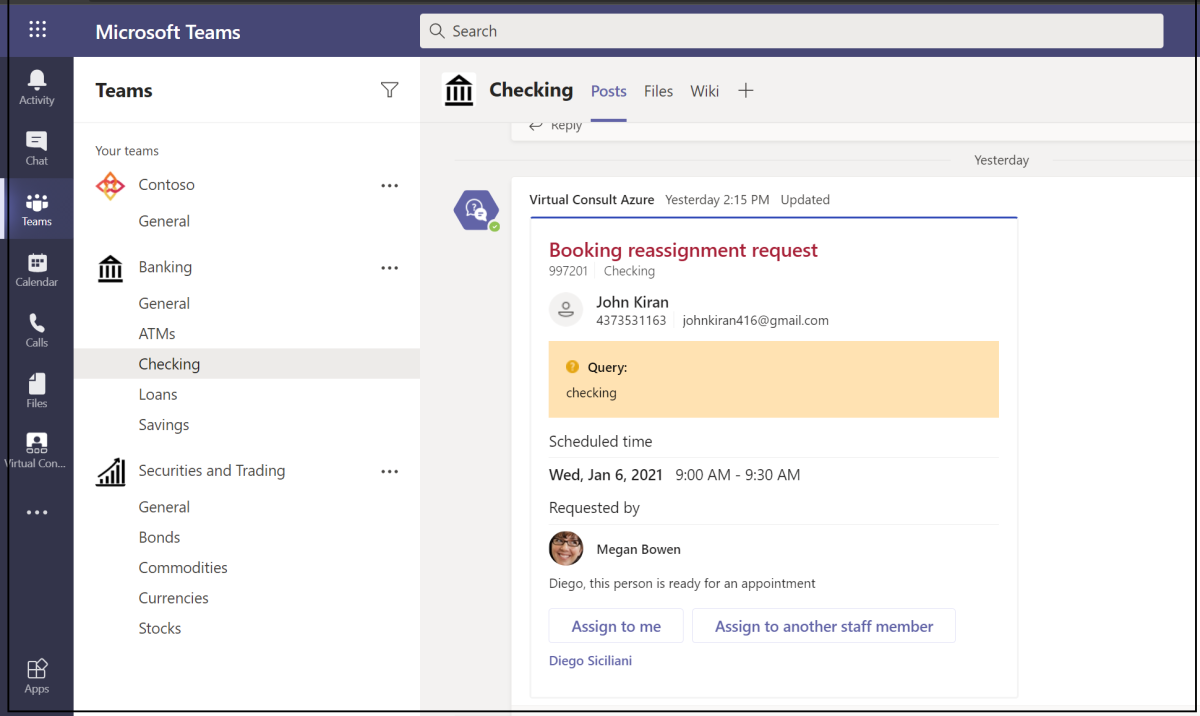 Microsoft Teams
Search
Activity
Chat
Teams
Calendar
Calls
Files
Virtual Con...
Apps
Teams
Your teams
Contoso
General
Banking
General
ATMs
Checking
Loans
Savings
Securities and Trading
General
Bonds
Commodities
Currencies
Stocks
Checking Posts Files Wiki
Reply
Yesterday
Virtual Consult Azure Yesterday 2:15 PM Updated
Booking reassignment request
997201 Checking
John Kiran
4373531163 johnkiran416@gmail.com
? Query:
checking
Scheduled time
Wed, Jan 6, 2021 9:00 AM - 9:30 AM
Requested by
Megan Bowen
Diego, this person is ready for an appointment
Assign to me Assign to another staff member
Diego Siciliani